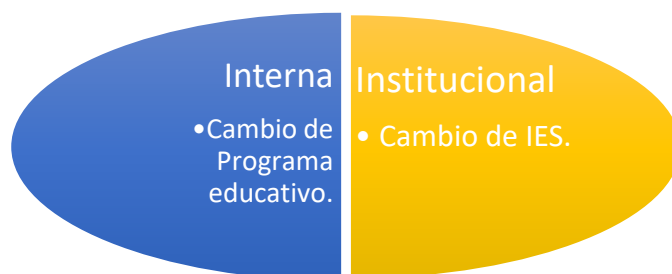 Interna
•Cambio de
Programa
educativo.
Institucional
• Cambio de IES.